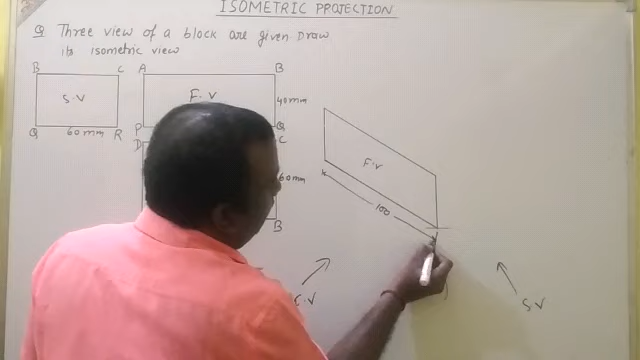 ISOMETRIC PROJECTION
Q Three view of a block are given Draw
its isometric view
B C A B
S.V F.V 40mm
Q 60mm R P Q
D C
60mm
B
F.V
100
S.V